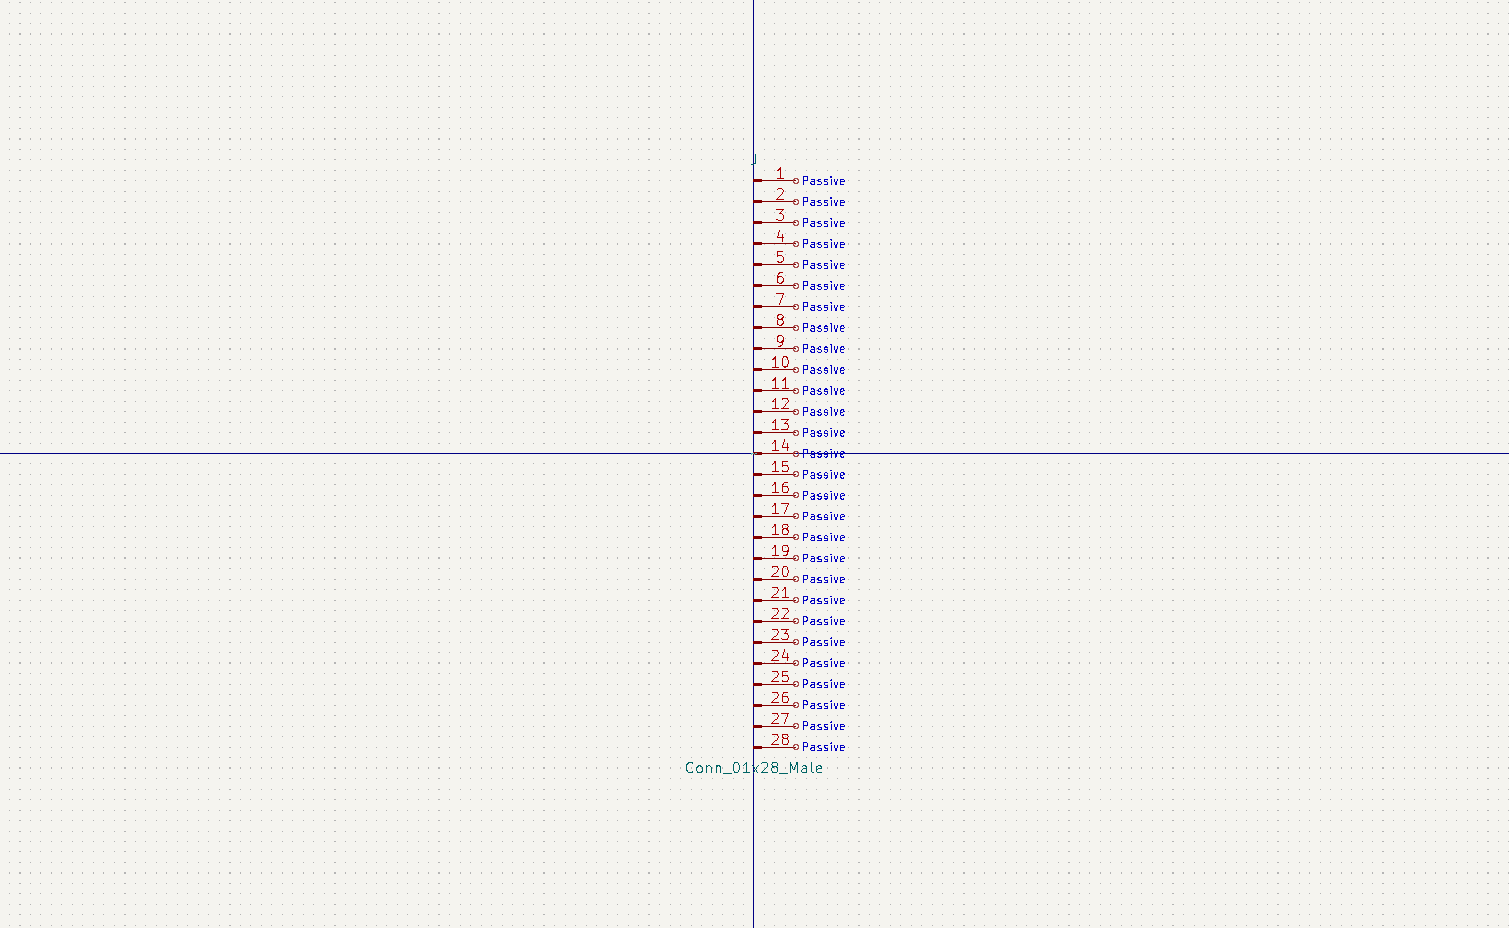 J
1 Passive
2 Passive
3 Passive
4 Passive
5 Passive
6 Passive
7 Passive
8 Passive
9 Passive
10 Passive
11 Passive
12 Passive
13 Passive
14 Passive
15 Passive
16 Passive
17 Passive
18 Passive
19 Passive
20 Passive
21 Passive
22 Passive
23 Passive
24 Passive
25 Passive
26 Passive
27 Passive
28 Passive
Conn_01x28_Male